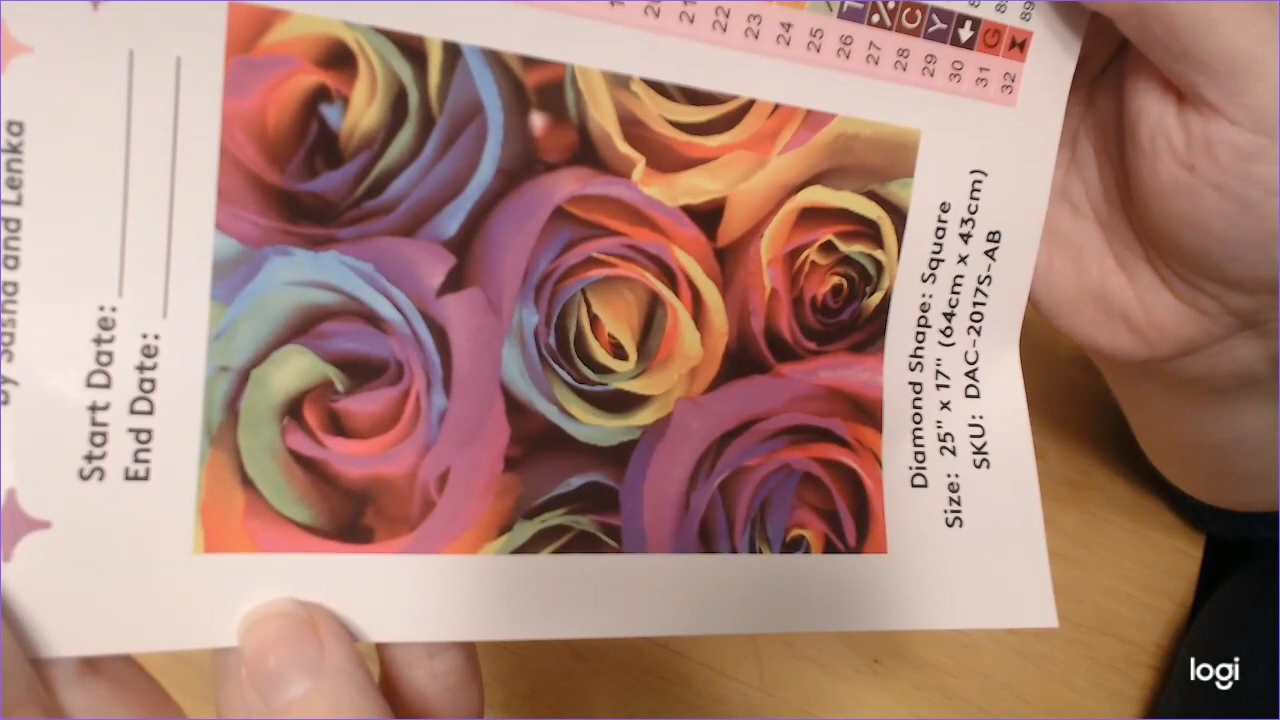 By Sasha and Lenka
Start Date:
End Date:
Diamond Shape: Square
Size: 25" x 17" (64cm x 43cm)
SKU: DAC-2017S-AB
21
22
23
24
25
26 T
27 %
28 C
29 Y
30
31 G
32
logi